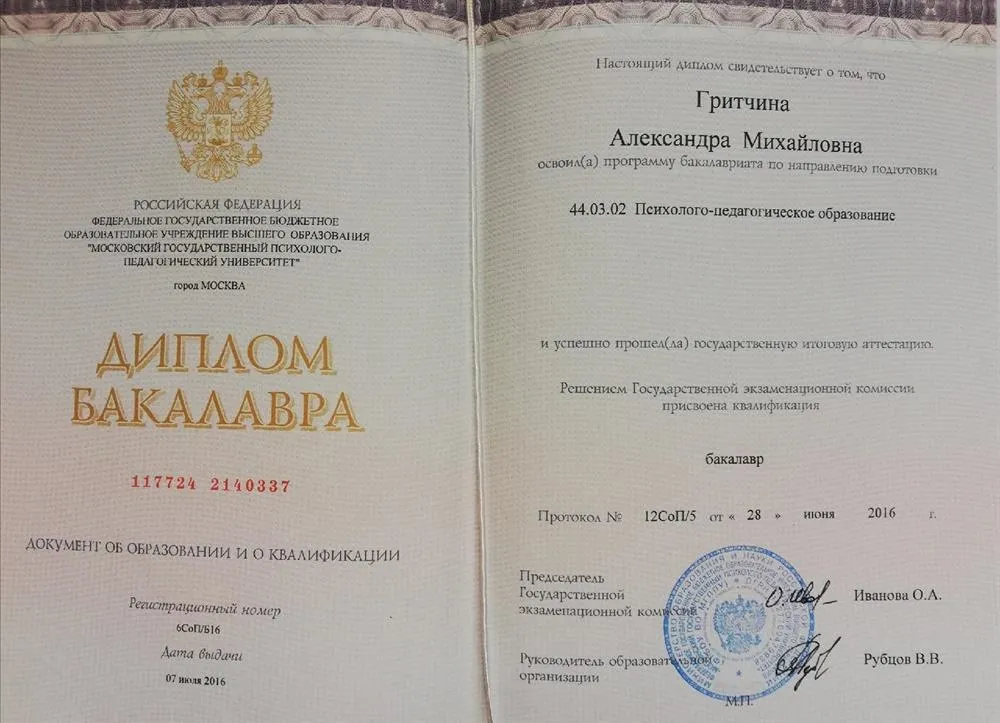 РОССИЙСКАЯ ФЕДЕРАЦИЯ
ФЕДЕРАЛЬНОЕ ГОСУДАРСТВЕННОЕ БЮДЖЕТНОЕ
ОБРАЗОВАТЕЛЬНОЕ УЧРЕЖДЕНИЕ ВЫСШЕГО ОБРАЗОВАНИЯ
"МОСКОВСКИЙ ГОСУДАРСТВЕННЫЙ ПСИХОЛОГО-
ПЕДАГОГИЧЕСКИЙ УНИВЕРСИТЕТ"
город МОСКВА
ДИПЛОМ
БАКАЛАВРА
117724 2140337
ДОКУМЕНТ ОБ ОБРАЗОВАНИИ И О КВАЛИФИКАЦИИ
Регистрационный номер
6СоП/Б16
Дата выдачи
07 июля 2016
Настоящий диплом свидетельствует о том, что
Гритчина
Александра Михайловна
освоил(а) программу бакалавриата по направлению подготовки
44.03.02 Психолого-педагогическое образование
и успешно прошел(ла) государственную итоговую аттестацию.
Решением Государственной экзаменационной комиссии
присвоена квалификация
бакалавр
Протокол № 12СоП/5 от « 28 » июня 2016 г.
Председатель
Государственной
экзаменационной комиссии
Иванова О.А.
Руководитель образовательной
организации
Рубцов В.В.
М.П.